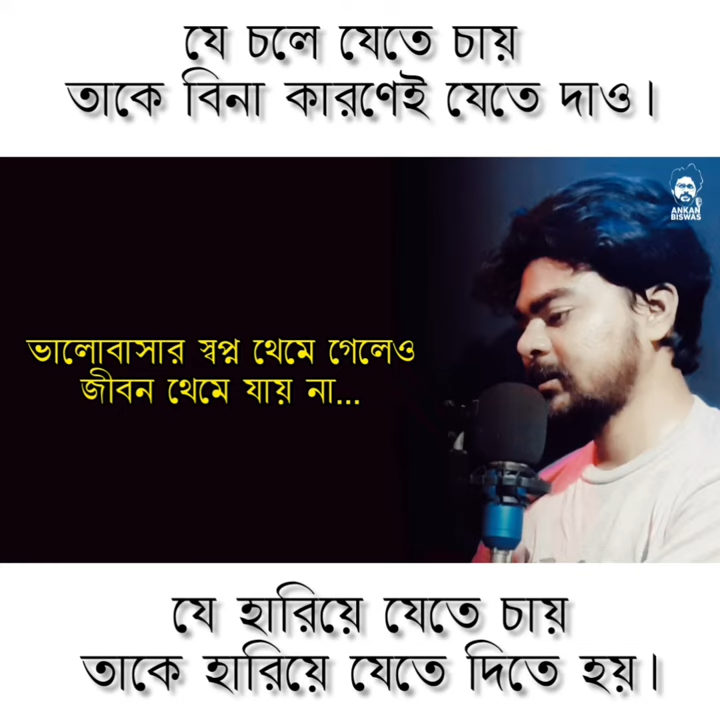 যে চলে যেতে চায়
তাকে বিনা কারণেই যেতে দাও।
ANKAN
BISWAS
ভালোবাসার স্বপ্ন থেমে গেলেও
জীবন থেমে যায় না...
যে হারিয়ে যেতে চায়
তাকে হারিয়ে যেতে দিতে হয়।